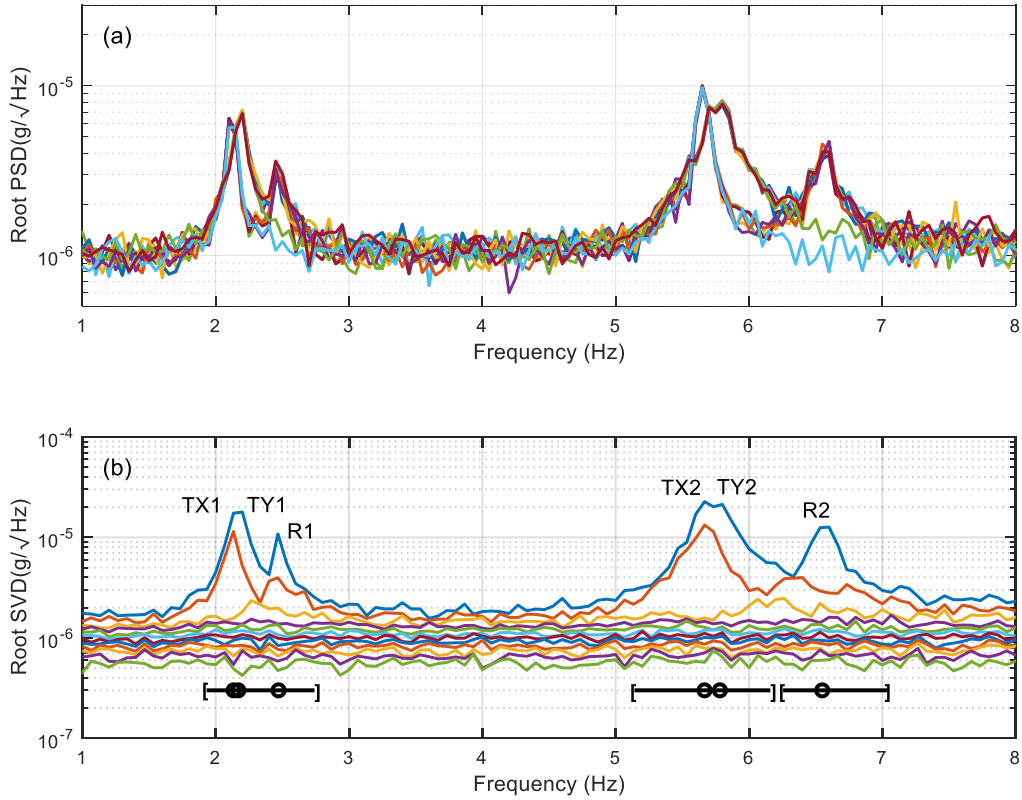 (a)
Root PSD(g/√Hz)
10^-5
10^-6
1 2 3 4 5 6 7 8
Frequency (Hz)
(b)
Root SVD(g/√Hz)
10^-4
10^-5
10^-6
10^-7
TX1 TY1
R1
TX2 TY2
R2
1 2 3 4 5 6 7 8
Frequency (Hz)